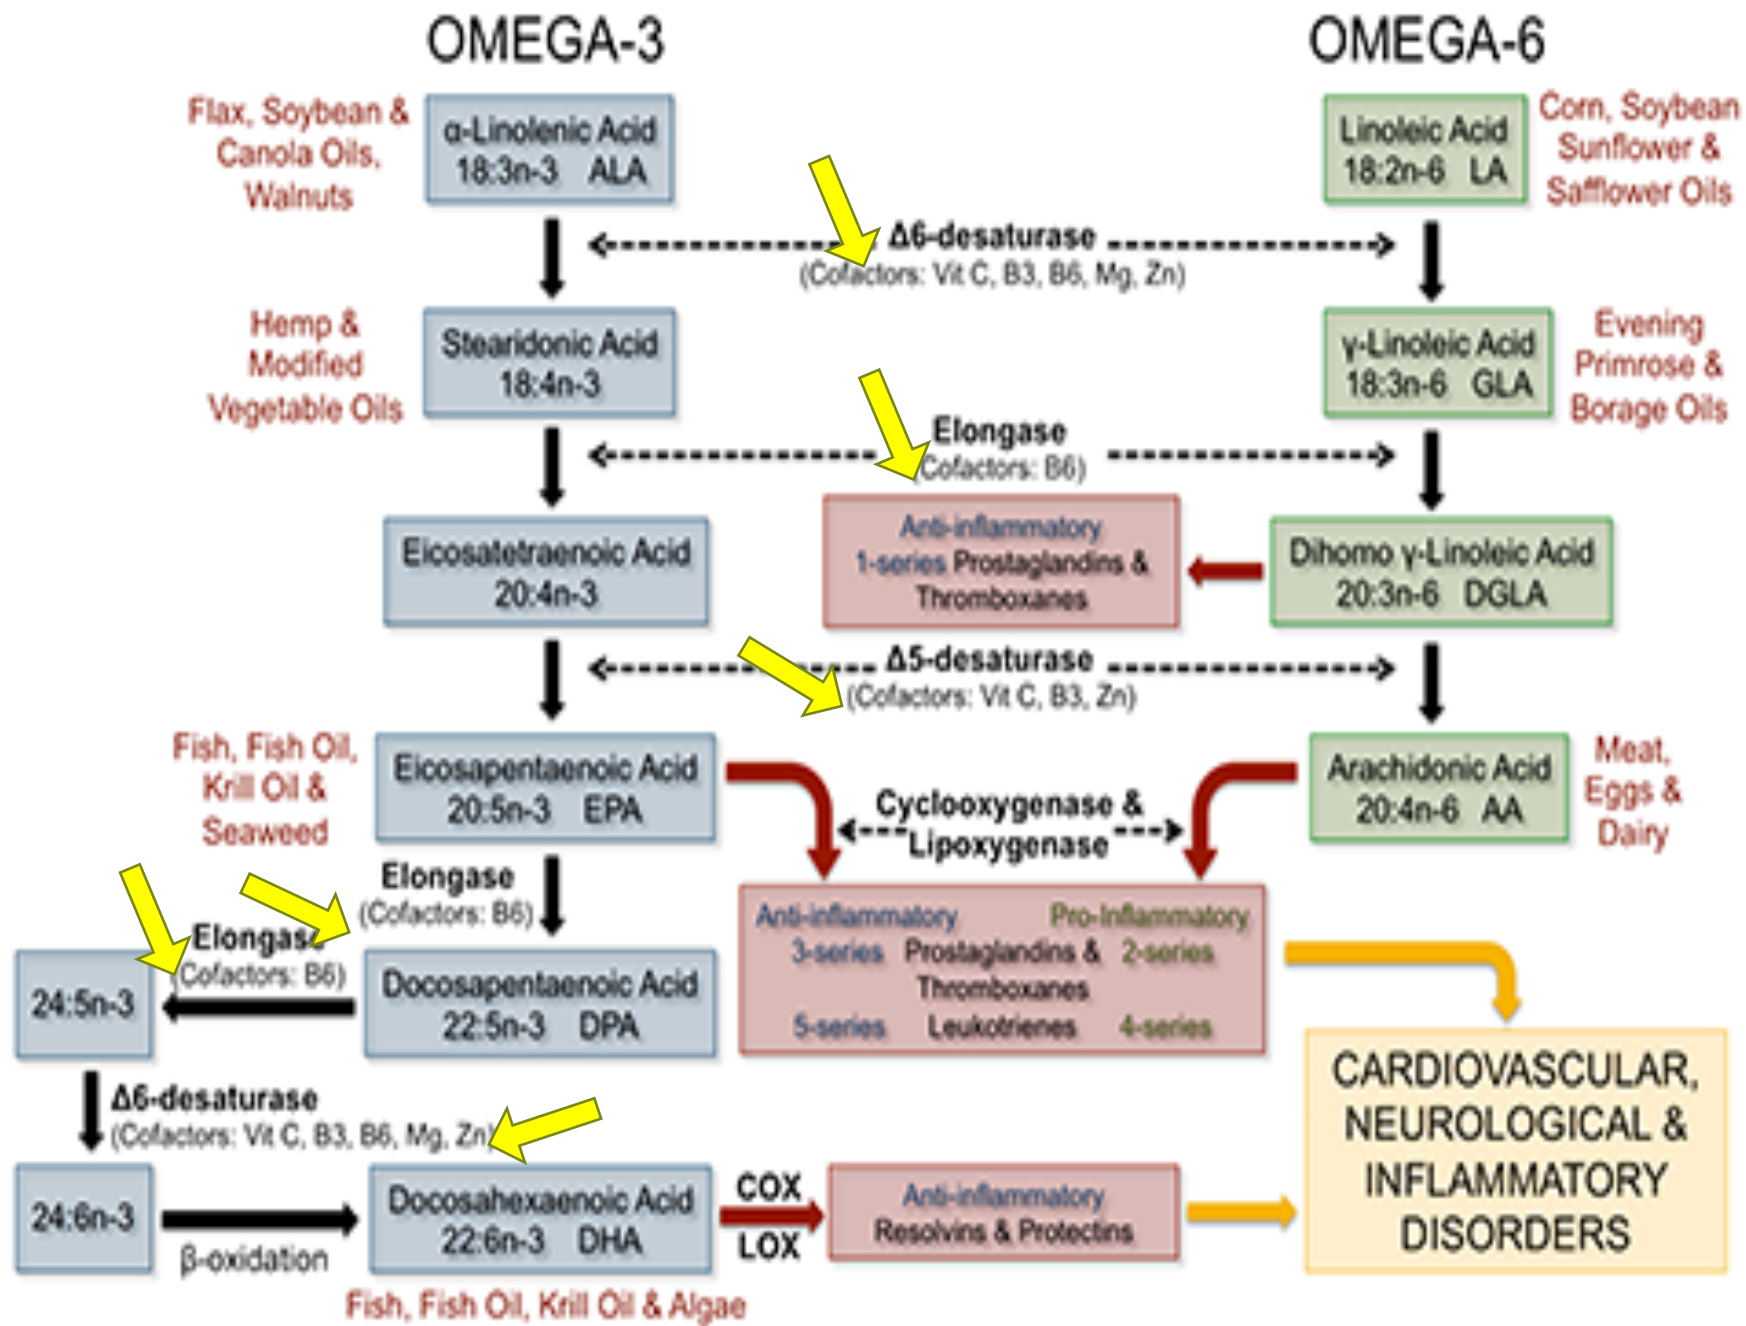 OMEGA-3
OMEGA-6
Flax, Soybean &
Canola Oils,
Walnuts
α-Linolenic Acid
18:3n-3 ALA
Linoleic Acid
18:2n-6 LA
Corn, Soybean
Sunflower &
Safflower Oils
Δ6-desaturase
(Cofactors: Vit C, B3, B6, Mg, Zn)
Hemp &
Modified
Vegetable Oils
Stearidonic Acid
18:4n-3
γ-Linoleic Acid
18:3n-6 GLA
Evening
Primrose &
Borage Oils
Elongase
(Cofactors: B6)
Eicosatetraenoic Acid
20:4n-3
Anti-inflammatory
1-series Prostaglandins &
Thromboxanes
Dihomo γ-Linoleic Acid
20:3n-6 DGLA
Δ5-desaturase
(Cofactors: Vit C, B3, Zn)
Fish, Fish Oil,
Krill Oil &
Seaweed
Eicosapentaenoic Acid
20:5n-3 EPA
Cyclooxygenase &
Lipoxygenase
Arachidonic Acid
20:4n-6 AA
Meat,
Eggs &
Dairy
Elongase
(Cofactors: B6)
Elongase
(Cofactors: B6)
24:5n-3
Docosapentaenoic Acid
22:5n-3 DPA
Anti-inflammatory Pro-Inflammatory
3-series Prostaglandins & 2-series
Thromboxanes
5-series Leukotrienes 4-series
Δ6-desaturase
(Cofactors: Vit C, B3, B6, Mg, Zn)
24:6n-3
β-oxidation
Docosahexaenoic Acid
22:6n-3 DHA
COX
LOX
Anti-inflammatory
Resolvins & Protectins
CARDIOVASCULAR,
NEUROLOGICAL &
INFLAMMATORY
DISORDERS
Fish, Fish Oil, Krill Oil & Algae